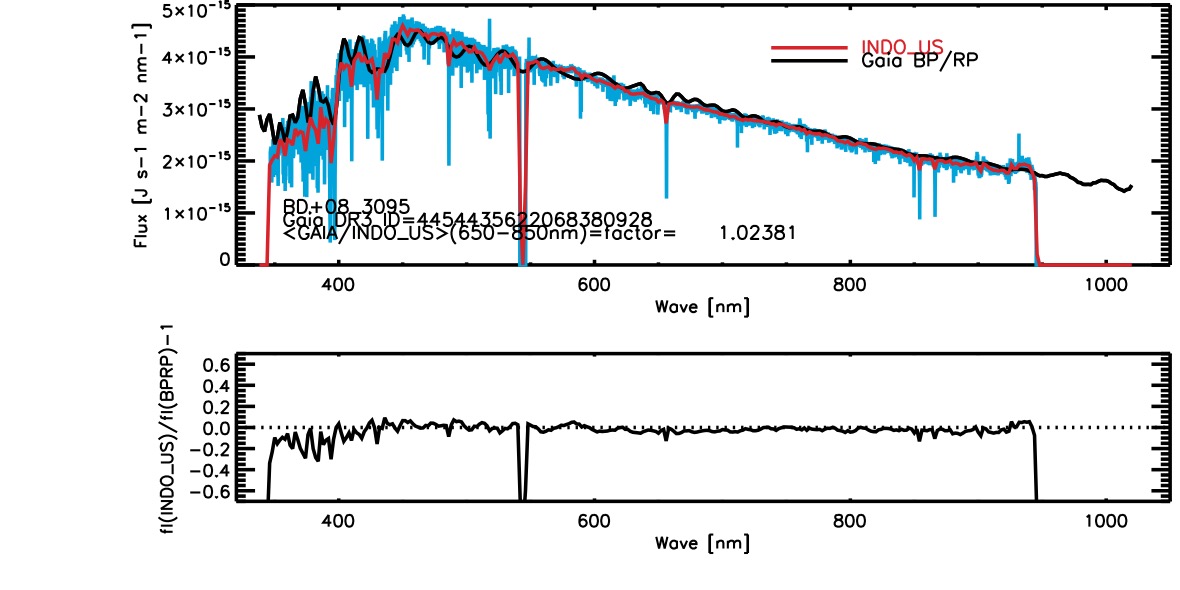 5×10−15
4×10−15
3×10−15
2×10−15
1×10−15
0
Flux [J s−1 m−2 nm−1]
INDO_US
Gaia BP/RP
BD+08_3095
Gaia DR3 ID=4454435622068380928
<GAIA/INDO_US>(650−850nm)=factor= 1.02381
400 600 800 1000
Wave [nm]
0.6
0.4
0.2
0.0
−0.2
−0.4
−0.6
fl(INDO_US)/fl(BPRP)−1
400 600 800 1000
Wave [nm]